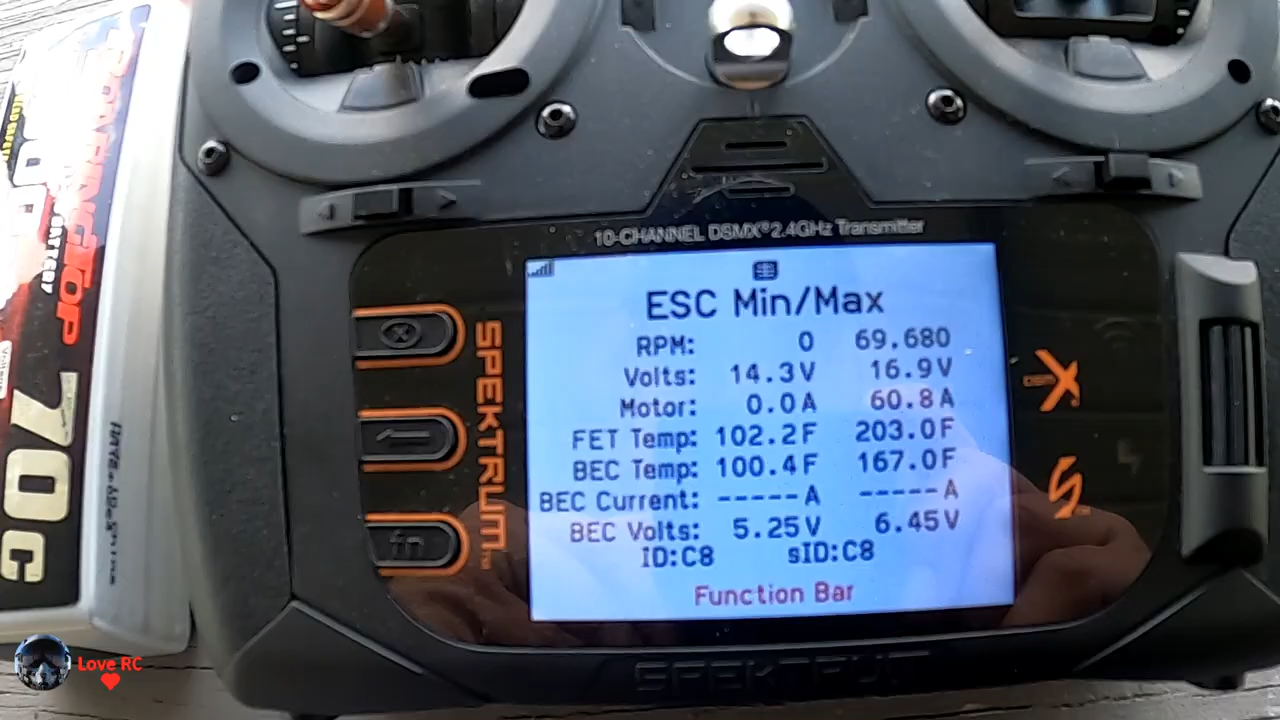 ROARINGTOP
70C
10-CHANNEL DSMX® 2.4GHz Transmitter
ESC Min/Max
RPM: 0 69.680
Volts: 14.3V 16.9V
Motor: 0.0A 60.8A
FET Temp: 102.2F 203.0F
BEC Temp: 100.4F 167.0F
BEC Current: -----A -----A
BEC Volts: 5.25V 6.45V
ID:C8 sID:C8
Function Bar
fn
SPEKTRUM
SPEKTRUM
Love RC